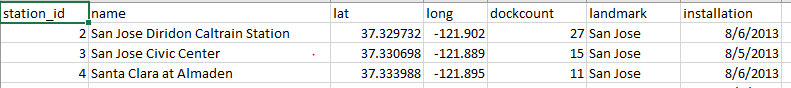 station_id name lat long dockcount landmark installation
2 San Jose Diridon Caltrain Station 37.329732 -121.902 27 San Jose 8/6/2013
3 San Jose Civic Center 37.330698 -121.889 15 San Jose 8/5/2013
4 Santa Clara at Almaden 37.333988 -121.895 11 San Jose 8/6/2013